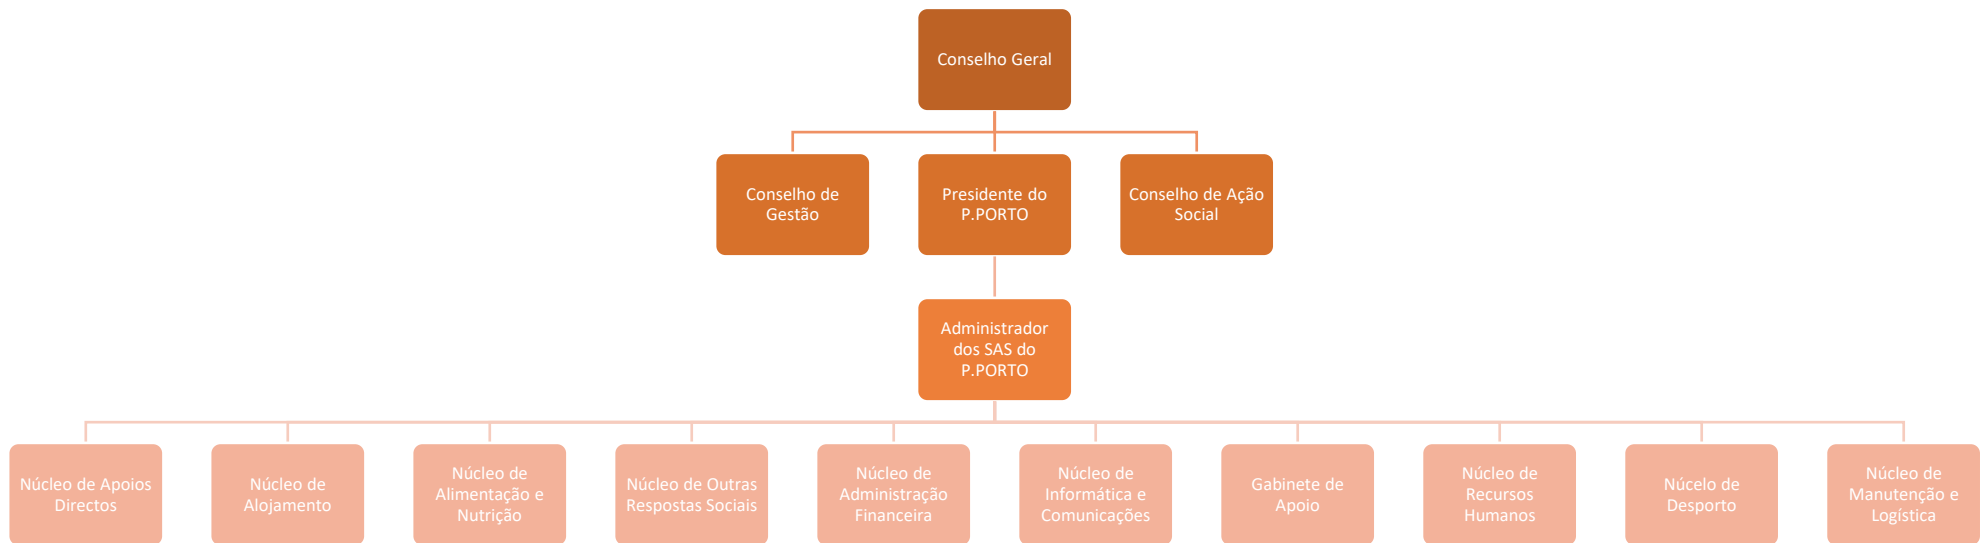 Conselho Geral
Conselho de
Gestão
Presidente do
P.PORTO
Conselho de Ação
Social
Administrador
dos SAS do
P.PORTO
Núcleo de Apoios
Directos
Núcleo de
Alojamento
Núcleo de
Alimentação e
Nutrição
Núcleo de Outras
Respostas Sociais
Núcleo de
Administração
Financeira
Núcleo de
Informática e
Comunicações
Gabinete de
Apoio
Núcleo de
Recursos
Humanos
Núcelo de
Desporto
Núcleo de
Manutenção e
Logística